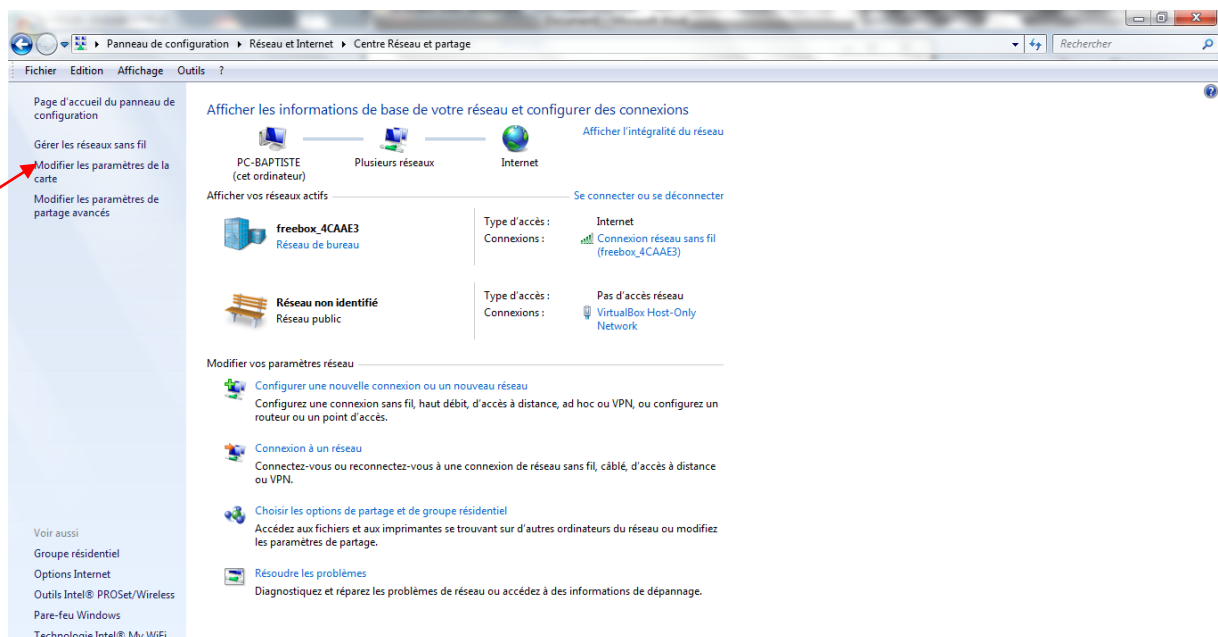 Panneau de configuration ▸ Réseau et Internet ▸ Centre Réseau et partage
Rechercher
Fichier Edition Affichage Outils ?
Page d'accueil du panneau de
configuration
Gérer les réseaux sans fil
Modifier les paramètres de la
carte
Modifier les paramètres de
partage avancés
Voir aussi
Groupe résidentiel
Options Internet
Outils Intel® PROSet/Wireless
Pare-feu Windows
Technologie Intel® My WiFi
Afficher les informations de base de votre réseau et configurer des connexions
Afficher l'intégralité du réseau
PC-BAPTISTE
(cet ordinateur)
Plusieurs réseaux
Internet
Afficher vos réseaux actifs
Se connecter ou se déconnecter
freebox_4CAAE3
Réseau de bureau
Type d'accès : Internet
Connexions : Connexion réseau sans fil
(freebox_4CAAE3)
Réseau non identifié
Réseau public
Type d'accès : Pas d'accès réseau
Connexions : VirtualBox Host-Only
Network
Modifier vos paramètres réseau
Configurer une nouvelle connexion ou un nouveau réseau
Configurez une connexion sans fil, haut débit, d'accès à distance, ad hoc ou VPN, ou configurez un
routeur ou un point d'accès.
Connexion à un réseau
Connectez-vous ou reconnectez-vous à une connexion de réseau sans fil, câblé, d'accès à distance
ou VPN.
Choisir les options de partage et de groupe résidentiel
Accédez aux fichiers et aux imprimantes se trouvant sur d'autres ordinateurs du réseau ou modifiez
les paramètres de partage.
Résoudre les problèmes
Diagnostiquez et réparez les problèmes de réseau ou accédez à des informations de dépannage.